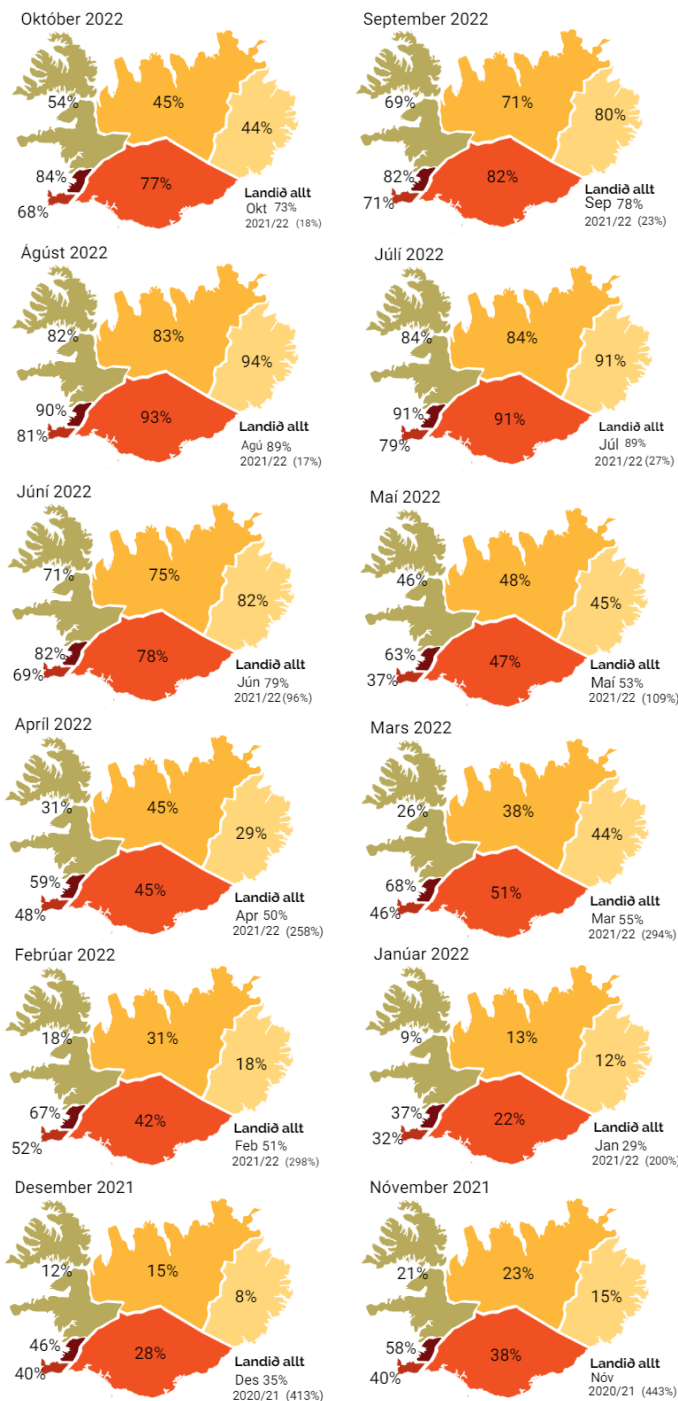 Október 2022
54%
45%
44%
84%
77%
68%
Landið allt
Okt 73%
2021/22 (18%)
September 2022
69%
71%
80%
82%
82%
71%
Landið allt
Sep 78%
2021/22 (23%)
Ágúst 2022
82%
83%
94%
90%
93%
81%
Landið allt
Agú 89%
2021/22 (17%)
Júlí 2022
84%
84%
91%
91%
91%
79%
Landið allt
Júl 89%
2021/22 (27%)
Júní 2022
71%
75%
82%
82%
78%
69%
Landið allt
Jún 79%
2021/22 (96%)
Maí 2022
46%
48%
45%
63%
47%
37%
Landið allt
Maí 53%
2021/22 (109%)
Apríl 2022
31%
45%
29%
59%
45%
48%
Landið allt
Apr 50%
2021/22 (258%)
Mars 2022
26%
38%
44%
68%
51%
46%
Landið allt
Mar 55%
2021/22 (294%)
Febrúar 2022
18%
31%
18%
67%
42%
52%
Landið allt
Feb 51%
2021/22 (298%)
Janúar 2022
9%
13%
12%
37%
22%
32%
Landið allt
Jan 29%
2021/22 (200%)
Desember 2021
12%
15%
8%
46%
28%
40%
Landið allt
Des 35%
2020/21 (413%)
Nóvember 2021
21%
23%
15%
58%
38%
40%
Landið allt
Nóv
2020/21 (443%)